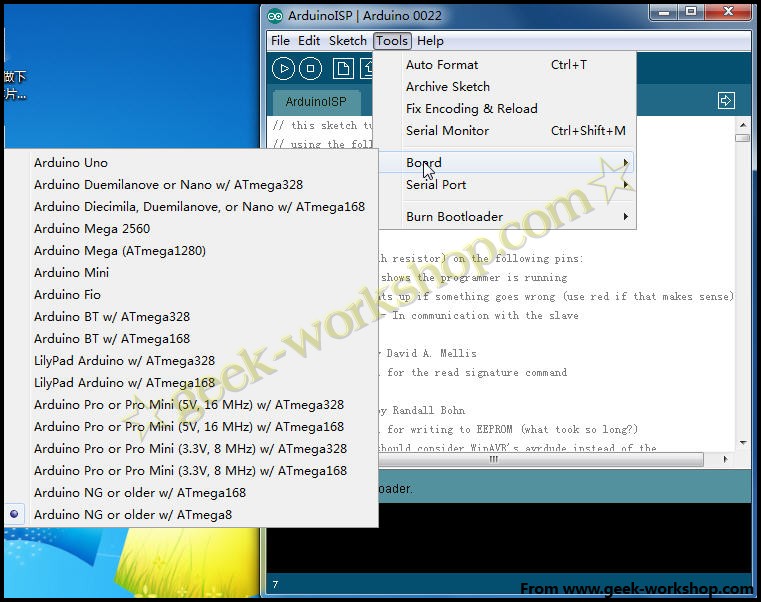 ArduinoISP | Arduino 0022
File Edit Sketch Tools Help
做下
片...
Auto Format Ctrl+T
Archive Sketch
Fix Encoding & Reload
Serial Monitor Ctrl+Shift+M
Board
Serial Port
Burn Bootloader
ArduinoISP
// this sketch
// using the
Arduino Uno
Arduino Duemilanove or Nano w/ ATmega328
Arduino Diecimila, Duemilanove, or Nano w/ ATmega168
Arduino Mega 2560
Arduino Mega (ATmega1280)
Arduino Mini
Arduino Fio
Arduino BT w/ ATmega328
Arduino BT w/ ATmega168
LilyPad Arduino w/ ATmega328
LilyPad Arduino w/ ATmega168
Arduino Pro or Pro Mini (5V, 16 MHz) w/ ATmega328
Arduino Pro or Pro Mini (5V, 16 MHz) w/ ATmega168
Arduino Pro or Pro Mini (3.3V, 8 MHz) w/ ATmega328
Arduino Pro or Pro Mini (3.3V, 8 MHz) w/ ATmega168
Arduino NG or older w/ ATmega168
Arduino NG or older w/ ATmega8
resistor) on the following pins:
shows the programmer is running
up if something goes wrong (use red if that makes sense)
- In communication with the slave
David A. Mellis
for the read signature command
by Randall Bohn
for writing to EEPROM (what took so long?)
should consider WinAVR's avrdude instead of the
oader.
7
☆geek-workshop.com☆
From www.geek-workshop.com